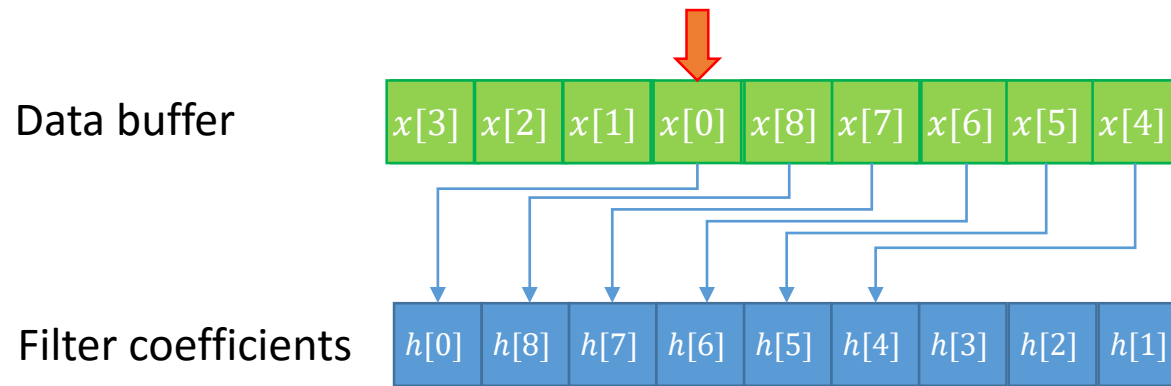 Data buffer x[3] x[2] x[1] x[0] x[8] x[7] x[6] x[5] x[4]
Filter coefficients h[0] h[8] h[7] h[6] h[5] h[4] h[3] h[2] h[1]